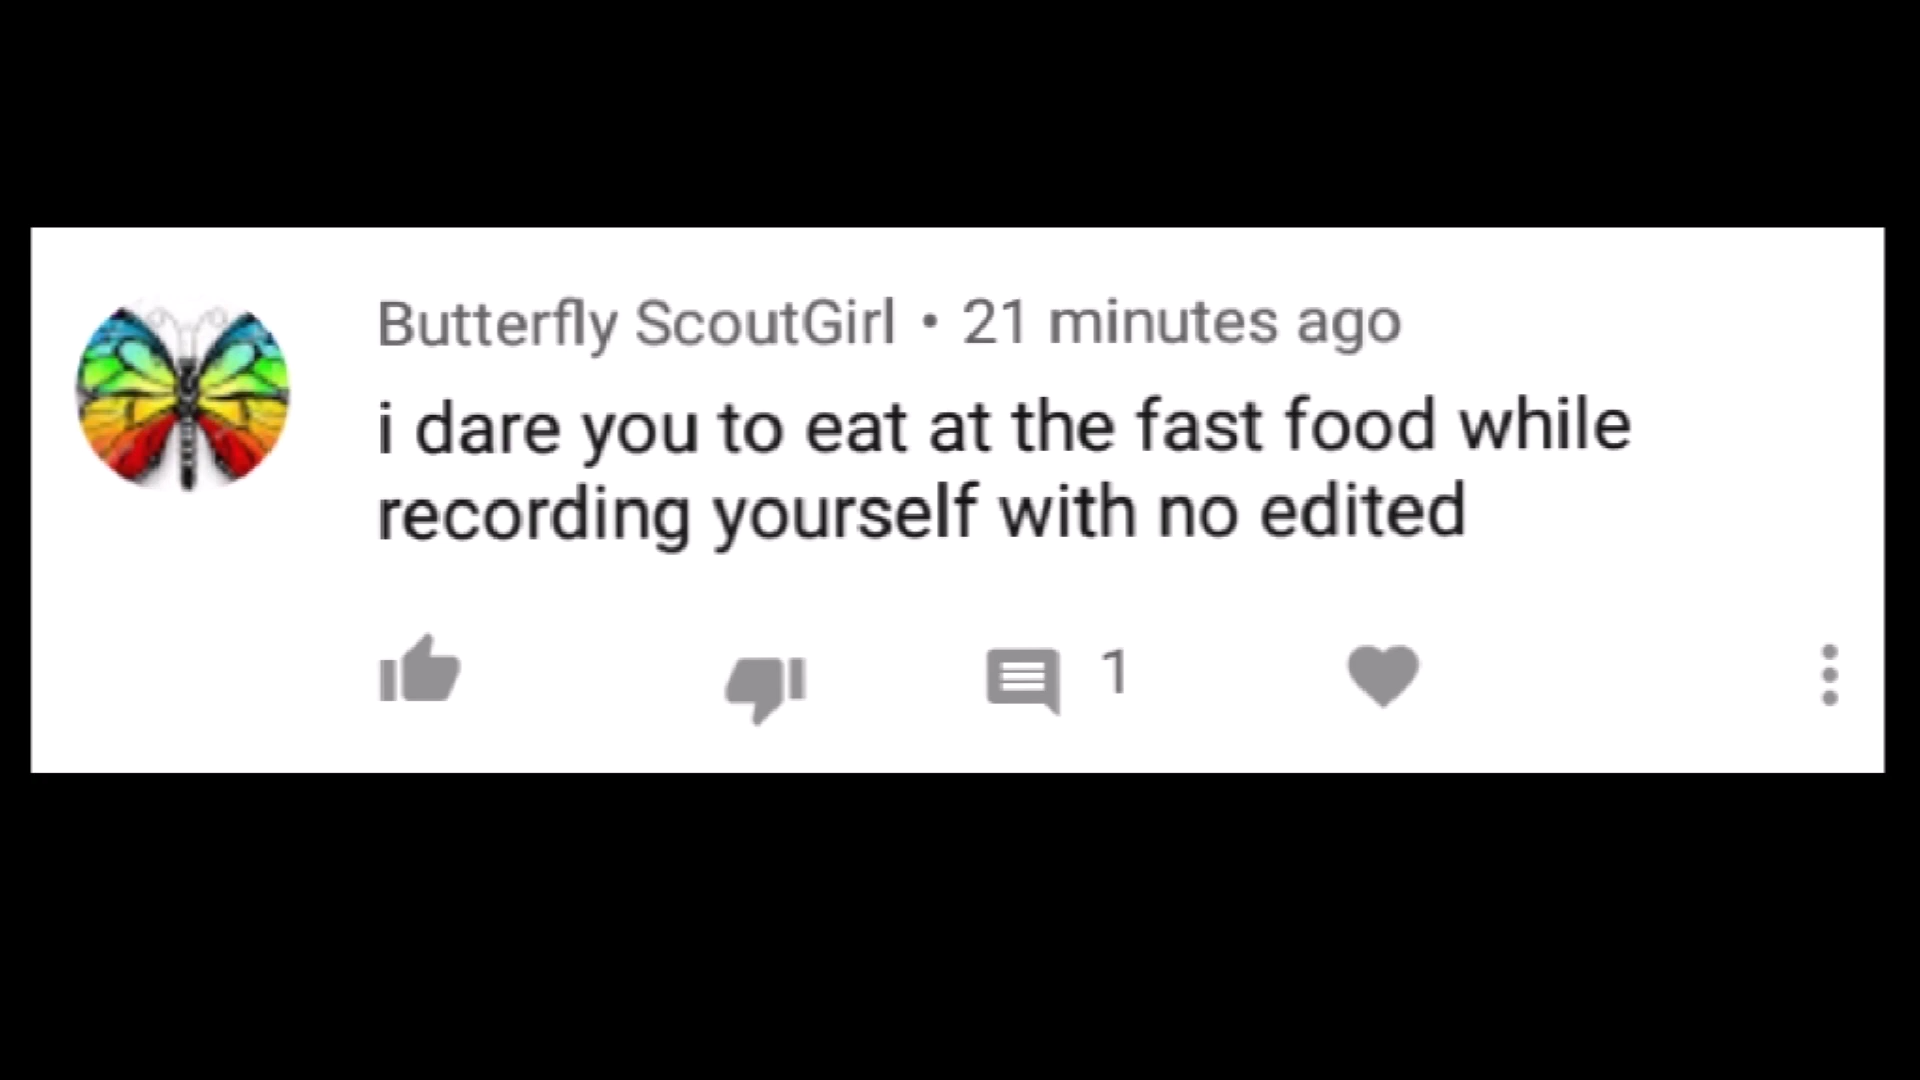 Butterfly ScoutGirl • 21 minutes ago
i dare you to eat at the fast food while
recording yourself with no edited
1